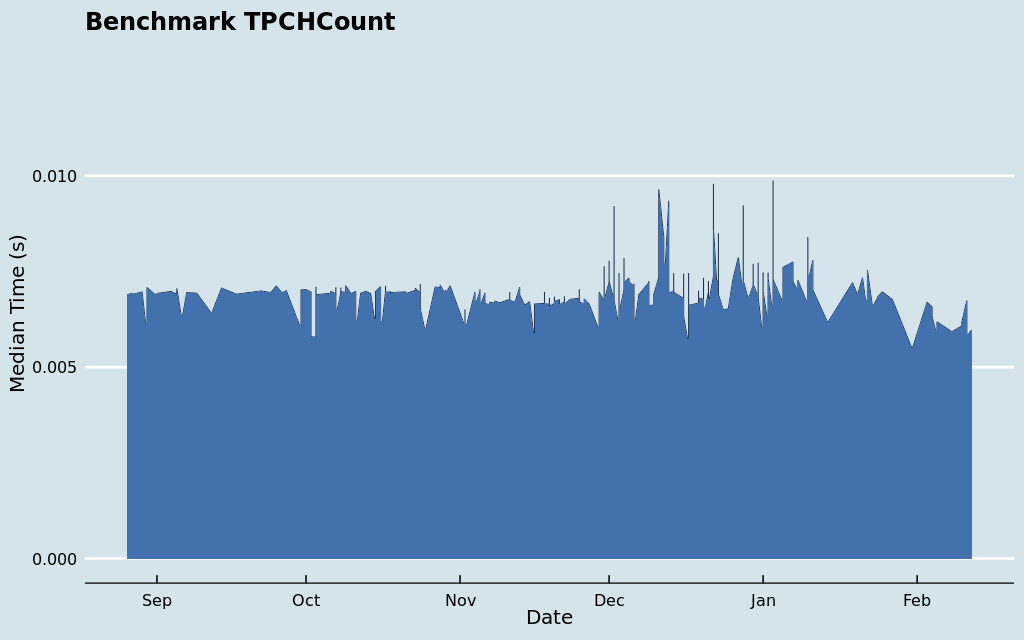 Benchmark TPCHCount
0.010
0.005
0.000
Median Time (s)
Sep Oct Nov Dec Jan Feb
Date